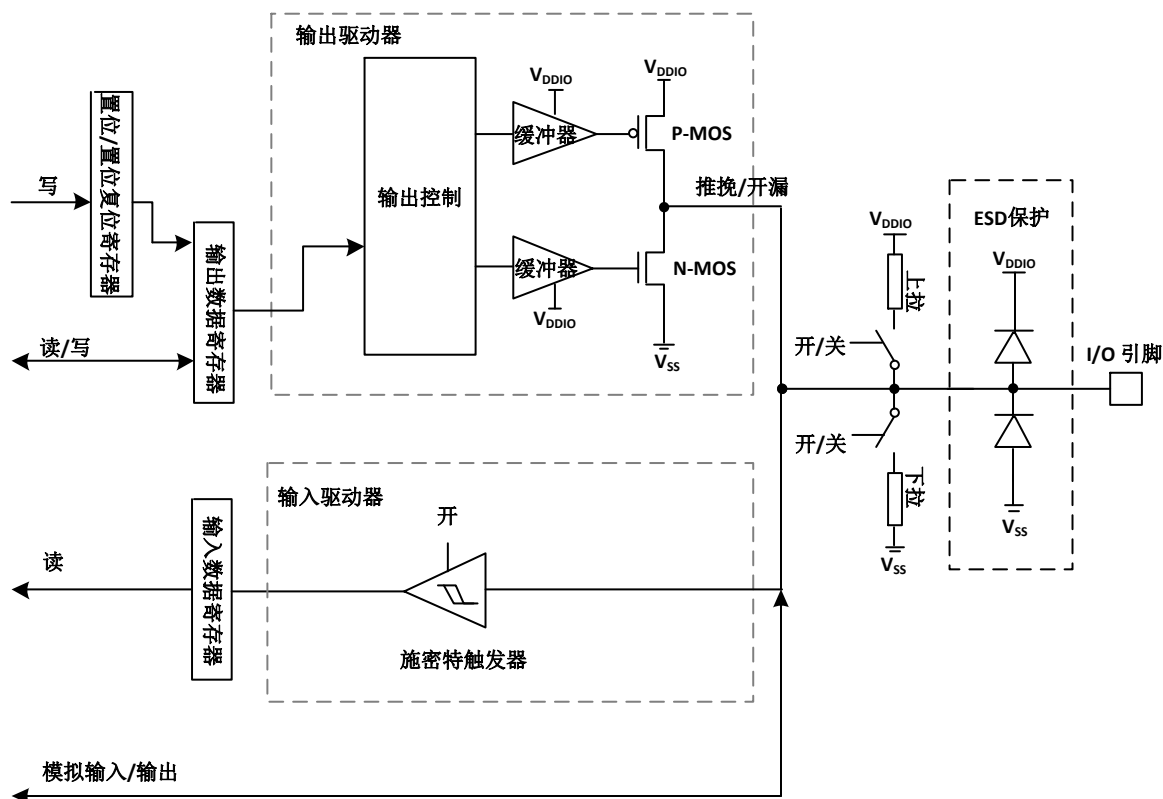 输出驱动器
VDDIO
VDDIO
缓冲器
P-MOS
置位/置位复位寄存器
写
输出控制
推挽/开漏
ESD保护
VDDIO
VDDIO
上拉
输出数据寄存器
缓冲器
N-MOS
VDDIO
读/写
VSS
开/关
I/O 引脚
开/关
下拉
VSS
VSS
输入驱动器
开
读
输入数据寄存器
施密特触发器
模拟输入/输出